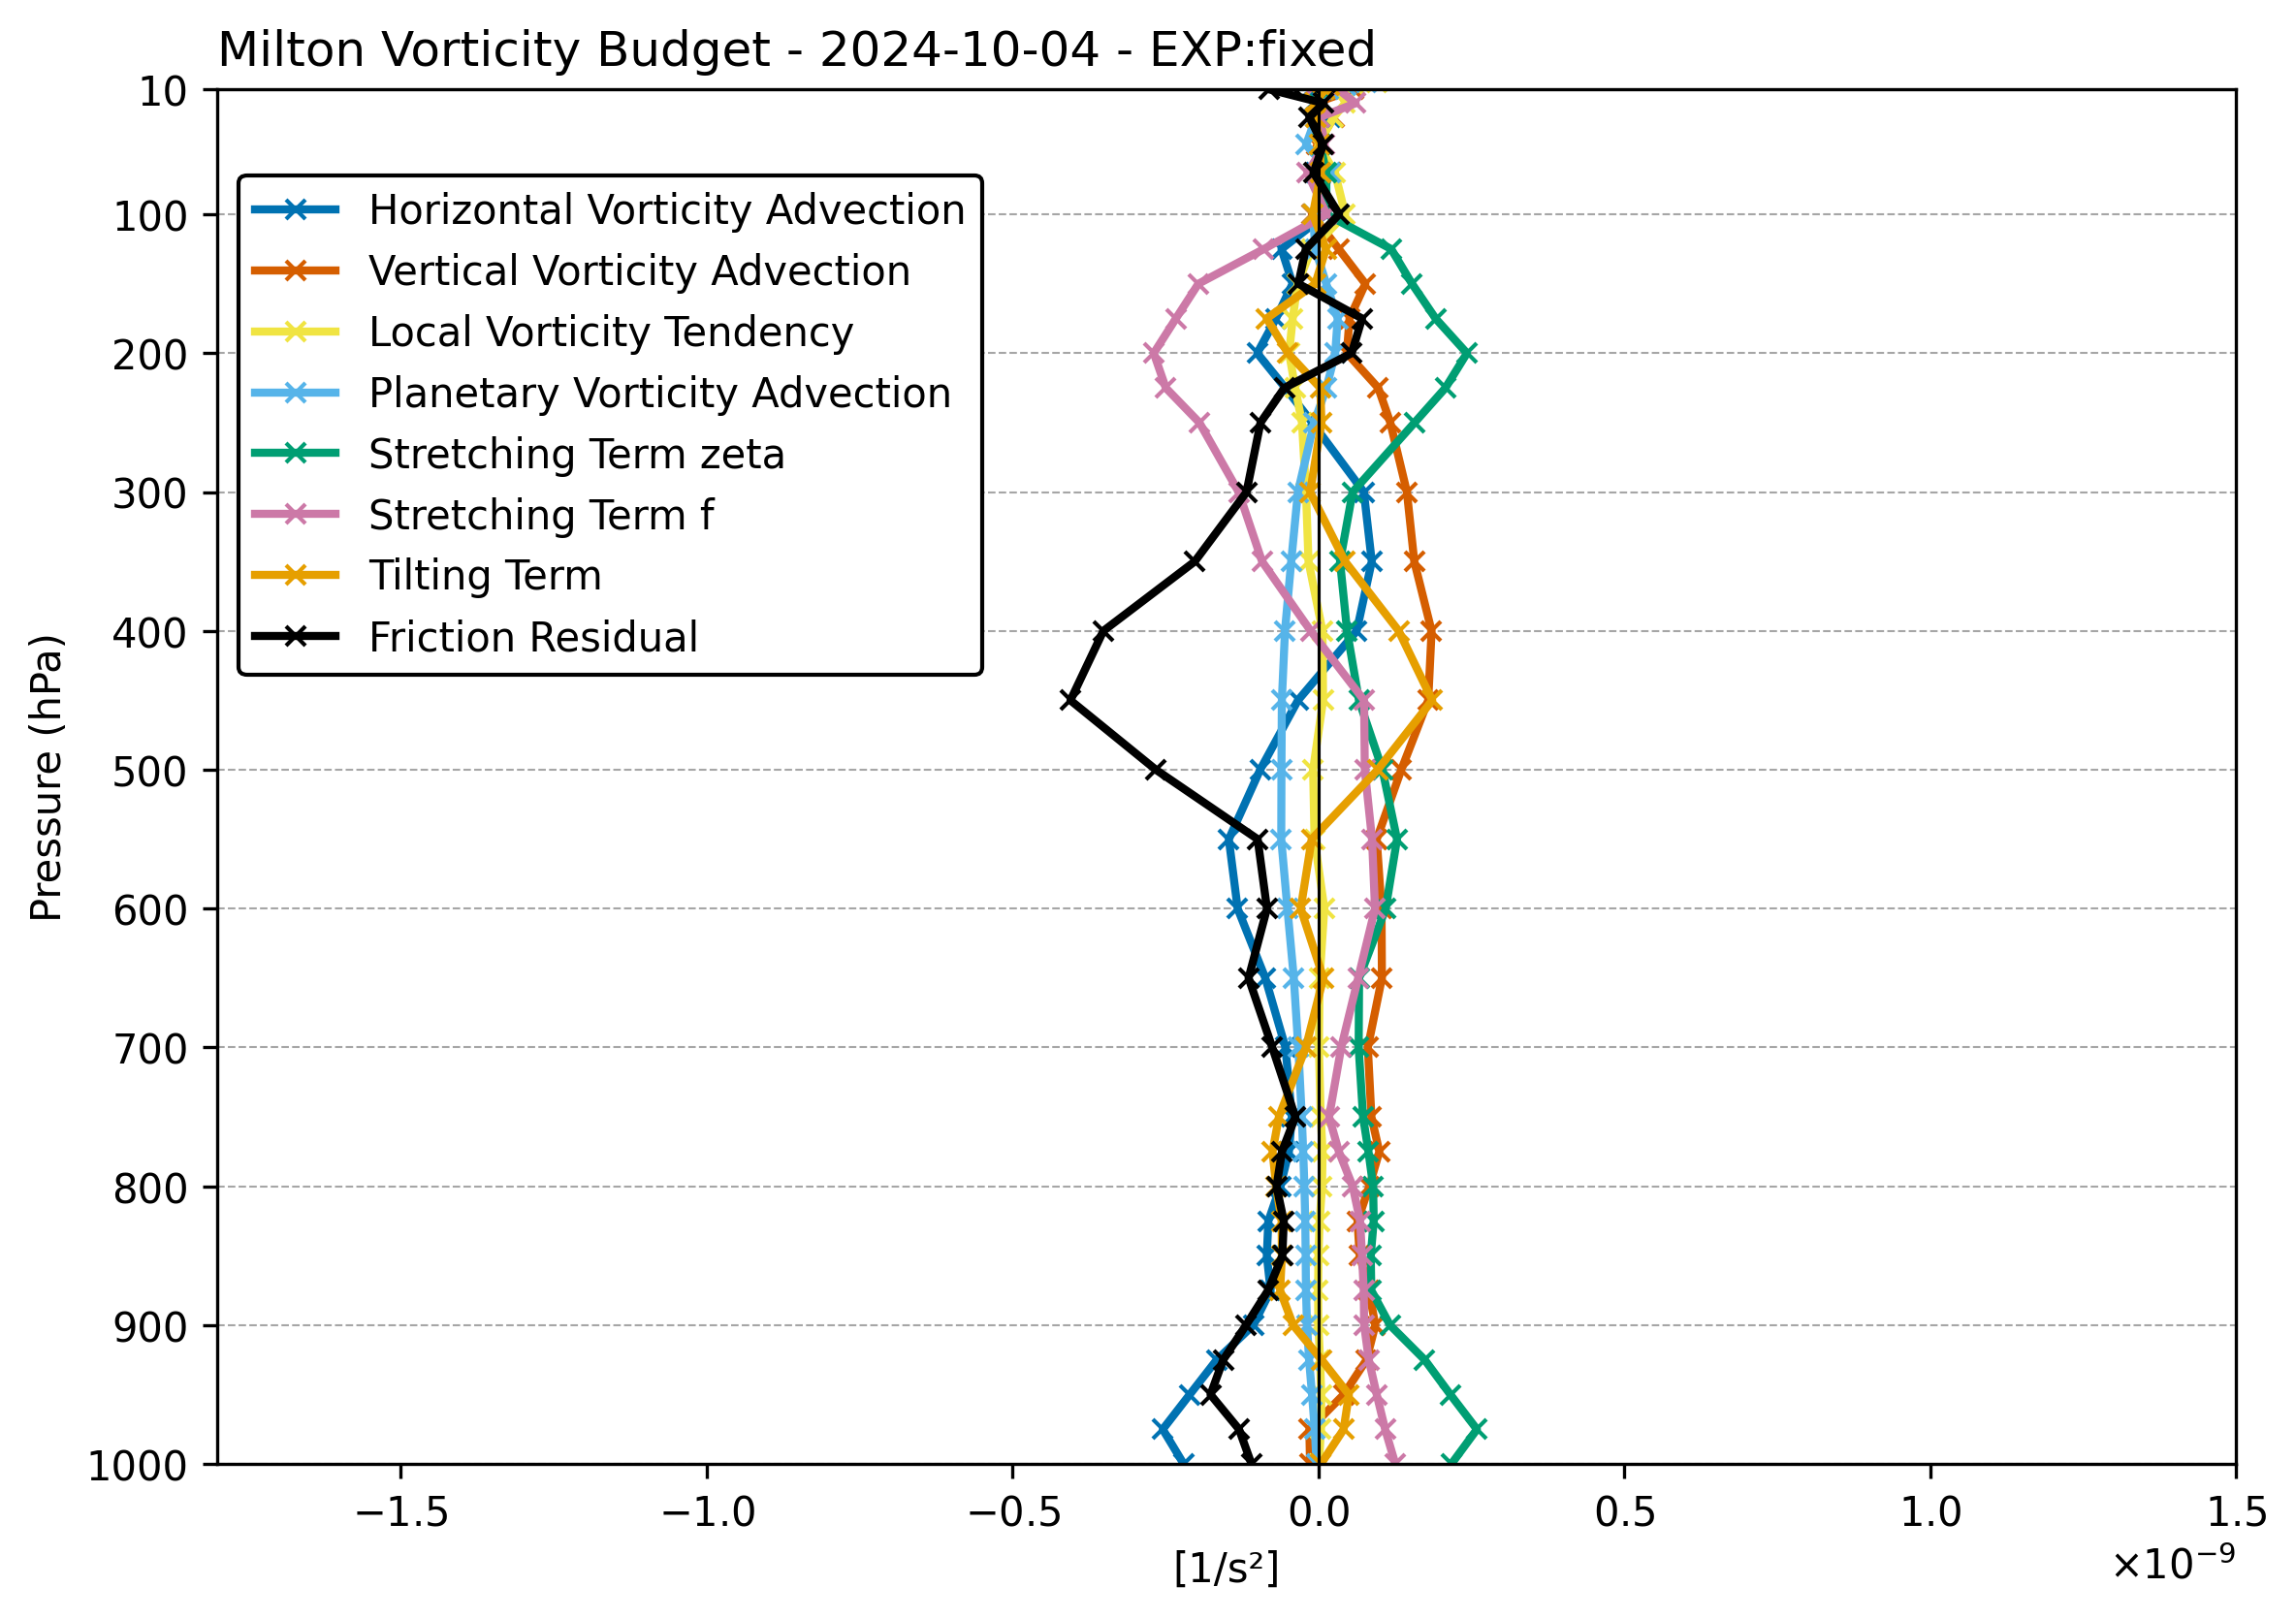 Milton Vorticity Budget - 2024-10-04 - EXP:fixed
10
100
200
300
400
500
600
700
800
900
1000
Pressure (hPa)
Horizontal Vorticity Advection
Vertical Vorticity Advection
Local Vorticity Tendency
Planetary Vorticity Advection
Stretching Term zeta
Stretching Term f
Tilting Term
Friction Residual
−1.5 −1.0 −0.5 0.0 0.5 1.0 1.5
[1/s²]
×10⁻⁹